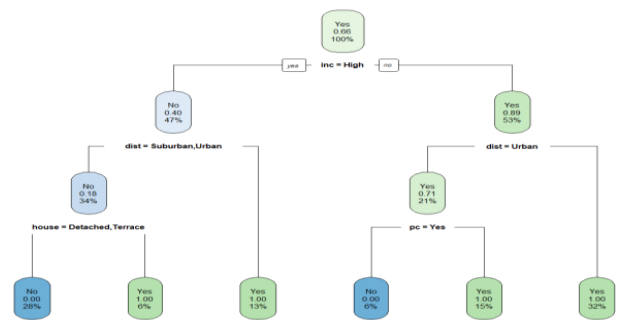 Yes
0.66
100%
yes
inc = High
no
No
0.40
47%
Yes
0.89
53%
dist = Suburban,Urban
dist = Urban
No
0.18
34%
Yes
0.71
21%
house = Detached,Terrace
pc = Yes
No
0.00
28%
Yes
1.00
6%
Yes
1.00
13%
No
0.00
6%
Yes
1.00
15%
Yes
1.00
32%